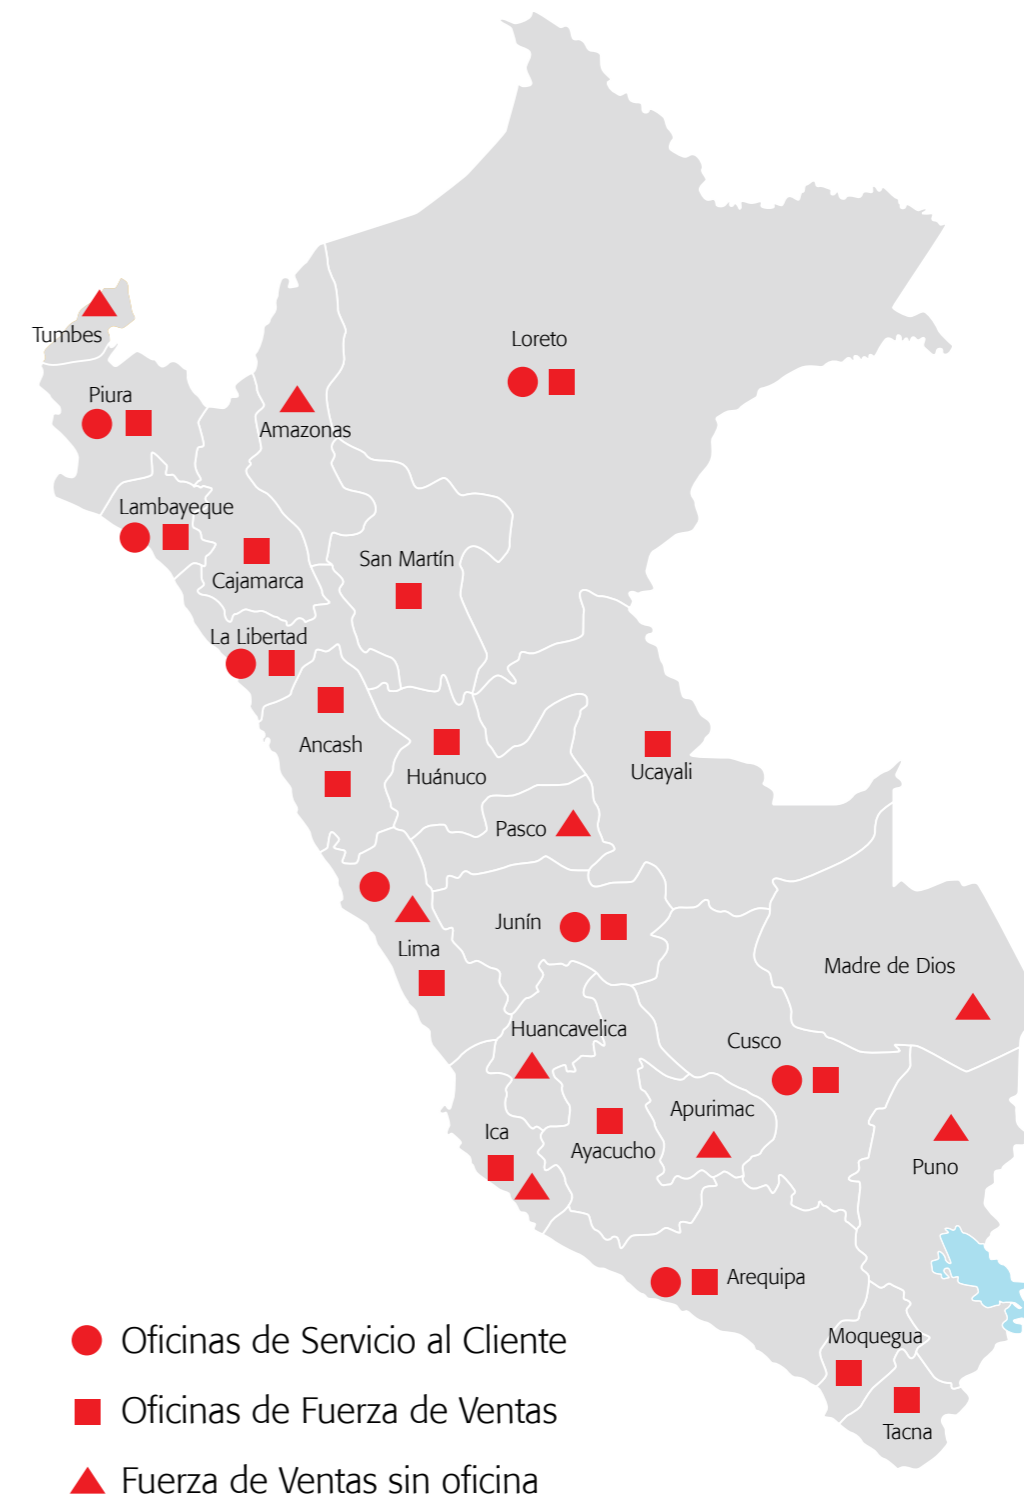 Tumbes
Loreto
Piura
Amazonas
Lambayeque
San Martín
Cajamarca
La Libertad
Ancash
Huánuco
Ucayali
Pasco
Junín
Lima
Madre de Dios
Huancavelica
Cusco
Apurimac
Ica
Ayacucho
Puno
Arequipa
Moquegua
Tacna
Oficinas de Servicio al Cliente
Oficinas de Fuerza de Ventas
Fuerza de Ventas sin oficina